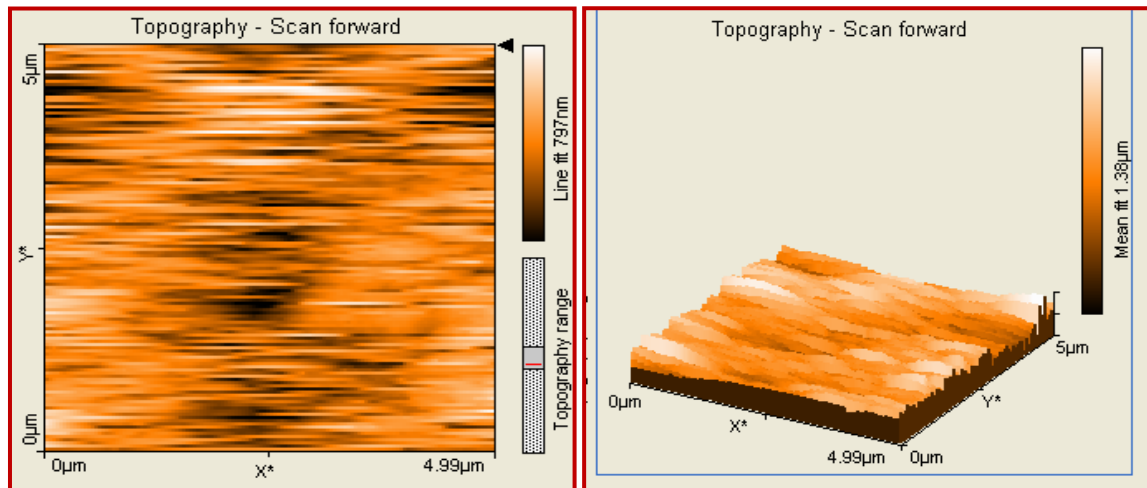 Topography - Scan forward
5µm
Y*
0µm
0µm
X*
4.99µm
Line fit 797nm
Topography range
Topography - Scan forward
Mean fit 1.38µm
5µm
Y*
0µm
X*
4.99µm
0µm